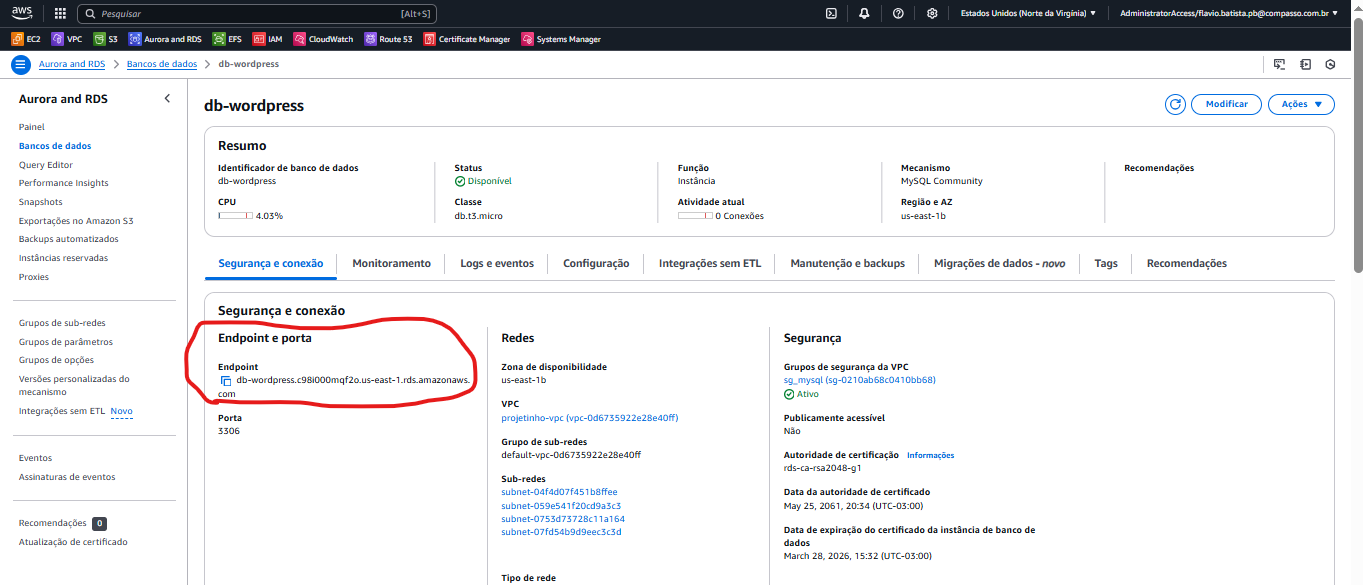 aws
Pesquisar
[Alt+S]
Estados Unidos (Norte da Virgínia)
AdministratorAccess/flavio.batista.pb@compasso.com.br
EC2
VPC
S3
Aurora and RDS
EFS
IAM
CloudWatch
Route 53
Certificate Manager
Systems Manager
Aurora and RDS
Bancos de dados
db-wordpress
Aurora and RDS
Painel
Bancos de dados
Query Editor
Performance Insights
Snapshots
Exportações no Amazon S3
Backups automatizados
Instâncias reservadas
Proxies
Grupos de sub-redes
Grupos de parâmetros
Grupos de opções
Versões personalizadas do
mecanismo
Integrações sem ETL Novo
Eventos
Assinaturas de eventos
Recomendações 0
Atualização de certificado
db-wordpress
Modificar
Ações
Resumo
Identificador de banco de dados
db-wordpress
CPU
4.03%
Status
Disponível
Classe
db.t3.micro
Função
Instância
Atividade atual
0 Conexões
Mecanismo
MySQL Community
Região e AZ
us-east-1b
Recomendações
Segurança e conexão
Monitoramento
Logs e eventos
Configuração
Integrações sem ETL
Manutenção e backups
Migrações de dados - novo
Tags
Recomendações
Segurança e conexão
Endpoint e porta
Endpoint
db-wordpress.c98i000mqf2o.us-east-1.rds.amazonaws.
com
Porta
3306
Redes
Zona de disponibilidade
us-east-1b
VPC
projetinho-vpc (vpc-0d6735922e28e40ff)
Grupo de sub-redes
default-vpc-0d6735922e28e40ff
Sub-redes
subnet-04f4d07f451b8ffee
subnet-059e541f20cd9a3c3
subnet-0753d73728c11a164
subnet-07fd54b9d9eec3c3d
Tipo de rede
Segurança
Grupos de segurança da VPC
sg_mysql (sg-0210ab68c0410bb68)
Ativo
Publicamente acessível
Não
Autoridade de certificação Informações
rds-ca-rsa2048-g1
Data da autoridade de certificado
May 25, 2061, 20:34 (UTC-03:00)
Data de expiração do certificado da instância de banco de
dados
March 28, 2026, 15:32 (UTC-03:00)